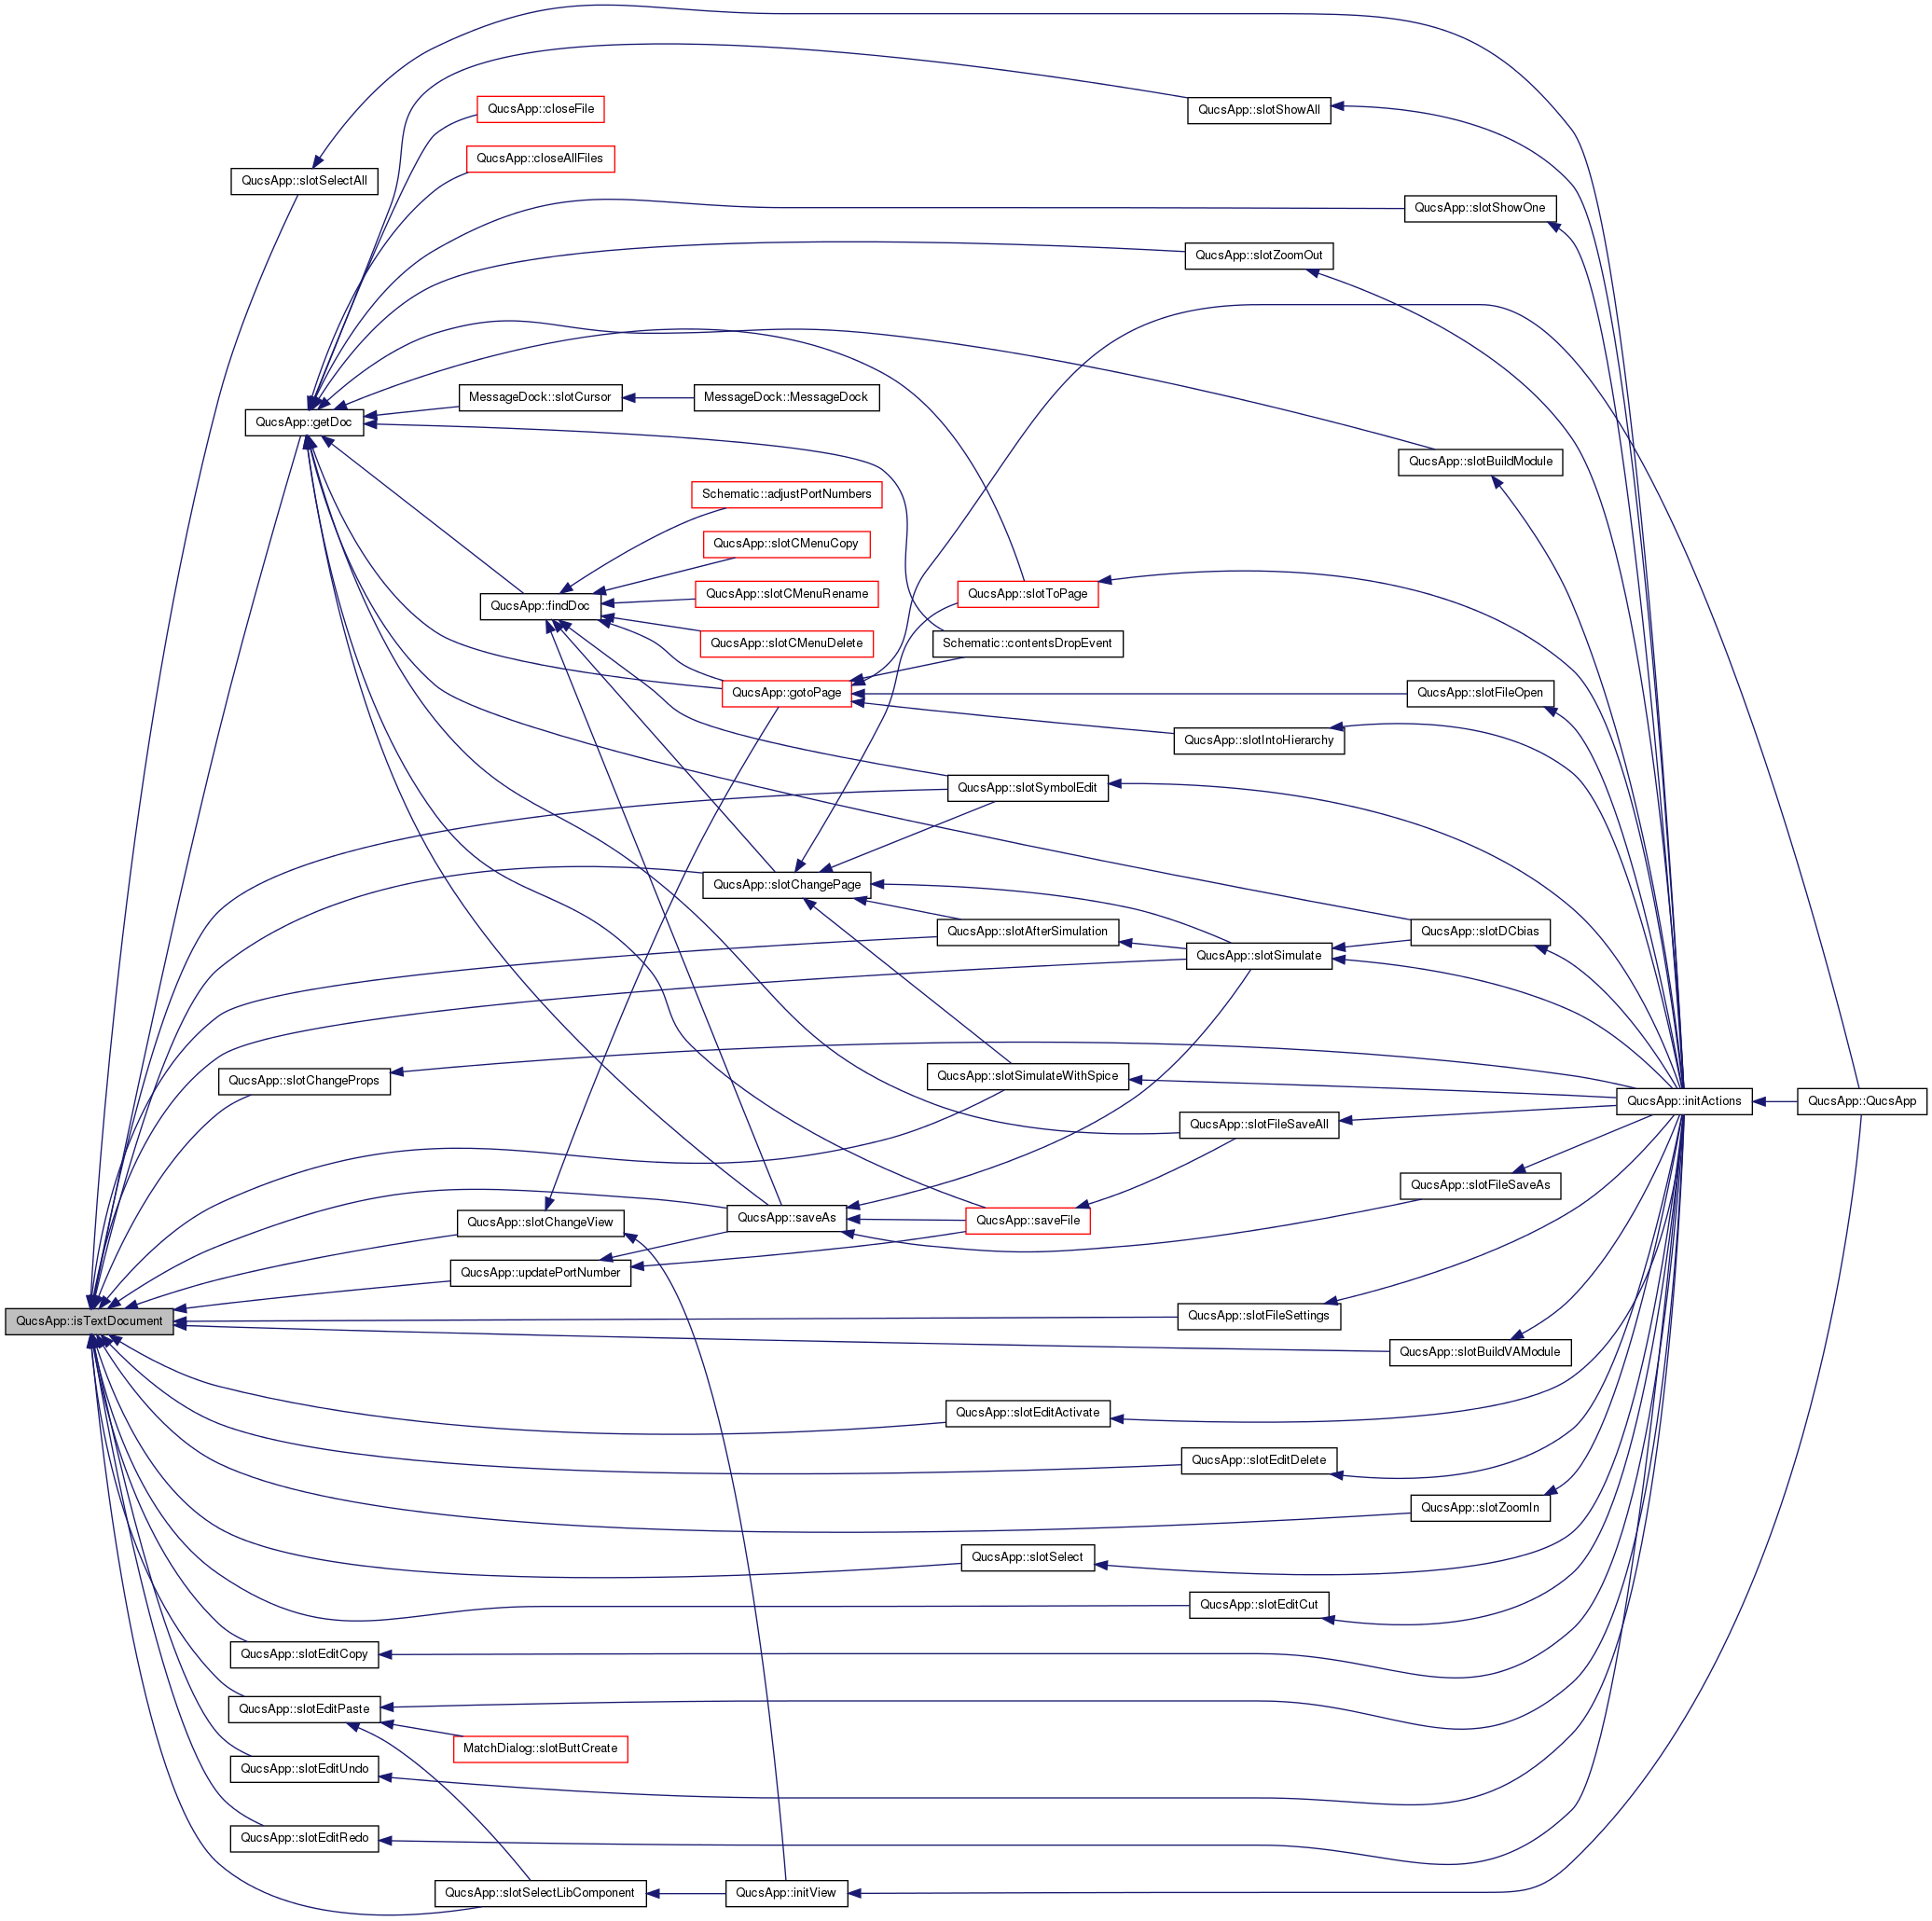 QucsApp::closeFile
QucsApp::slotShowAll
QucsApp::closeAllFiles
QucsApp::slotSelectAll
QucsApp::slotShowOne
QucsApp::slotZoomOut
MessageDock::slotCursor
MessageDock::MessageDock
QucsApp::getDoc
QucsApp::slotBuildModule
Schematic::adjustPortNumbers
QucsApp::slotCMenuCopy
QucsApp::slotCMenuRename
QucsApp::slotToPage
QucsApp::findDoc
QucsApp::slotCMenuDelete
Schematic::contentsDropEvent
QucsApp::gotoPage
QucsApp::slotFileOpen
QucsApp::slotIntoHierarchy
QucsApp::slotSymbolEdit
QucsApp::slotChangePage
QucsApp::slotAfterSimulation
QucsApp::slotDCbias
QucsApp::slotSimulate
QucsApp::slotChangeProps
QucsApp::slotSimulateWithSpice
QucsApp::initActions
QucsApp::QucsApp
QucsApp::slotFileSaveAll
QucsApp::slotFileSaveAs
QucsApp::slotChangeView
QucsApp::saveAs
QucsApp::saveFile
QucsApp::updatePortNumber
QucsApp::isTextDocument
QucsApp::slotFileSettings
QucsApp::slotBuildVAModule
QucsApp::slotEditActivate
QucsApp::slotEditDelete
QucsApp::slotZoomIn
QucsApp::slotSelect
QucsApp::slotEditCut
QucsApp::slotEditCopy
QucsApp::slotEditPaste
MatchDialog::slotButtCreate
QucsApp::slotEditUndo
QucsApp::slotEditRedo
QucsApp::slotSelectLibComponent
QucsApp::initView